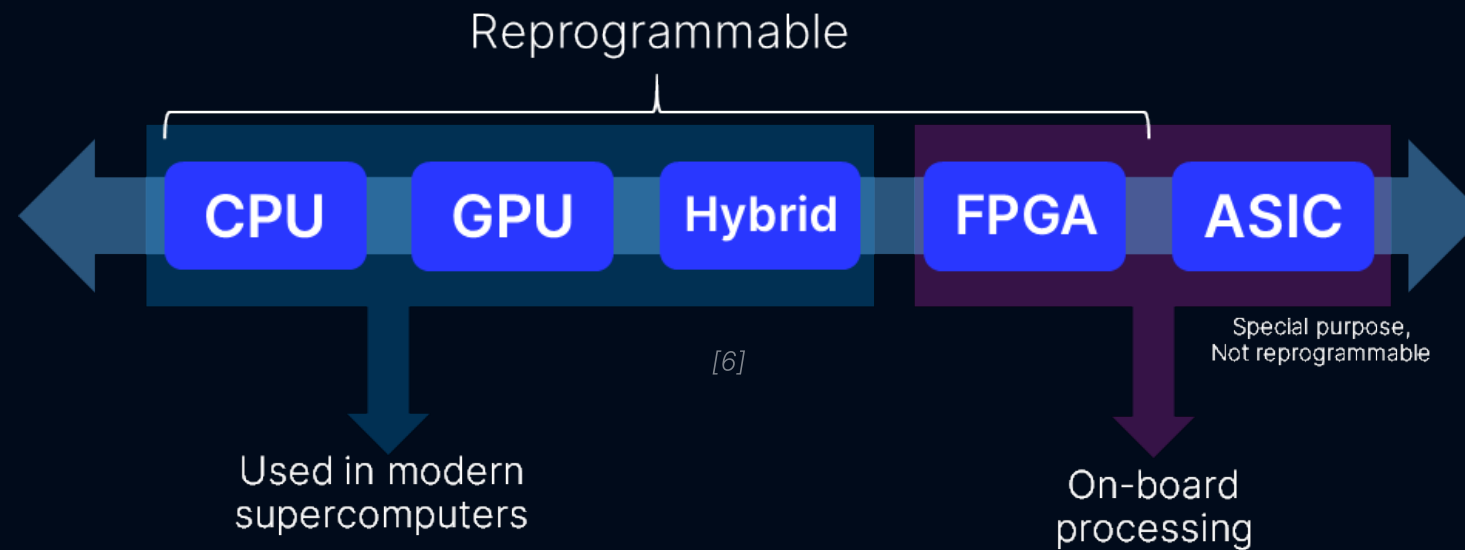 Reprogrammable
CPU
GPU
Hybrid
FPGA
ASIC
Special purpose,
Not reprogrammable
[6]
Used in modern
supercomputers
On-board
processing